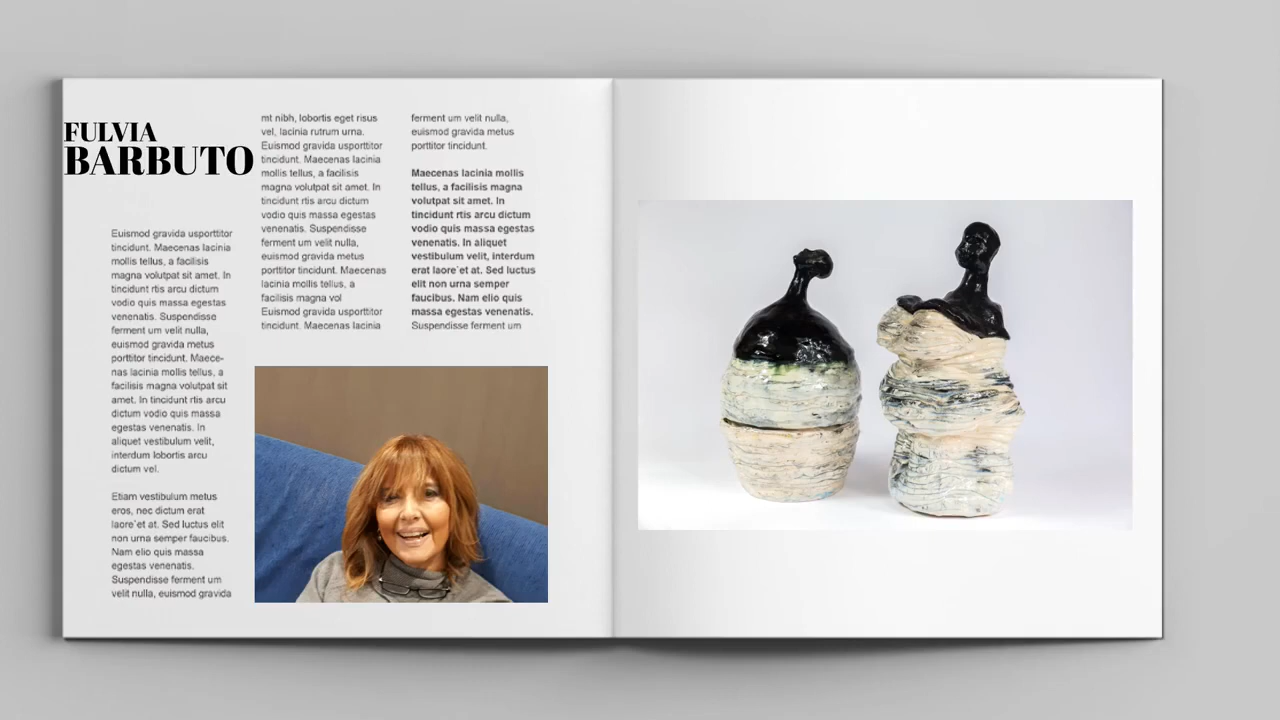 FULVIA
BARBUTO
Euismod gravida usporttitor
tincidunt. Maecenas lacinia
mollis tellus, a facilisis
magna volutpat sit amet. In
tincidunt rtis arcu dictum
vodio quis massa egestas
venenatis. Suspendisse
ferment um velit nulla,
euismod gravida metus
porttitor tincidunt. Maece-
nas lacinia mollis tellus, a
facilisis magna volutpat sit
amet. In tincidunt rtis arcu
dictum vodio quis massa
egestas venenatis. In
aliquet vestibulum velit,
interdum lobortis arcu
dictum vel.
Etiam vestibulum metus
eros, nec dictum erat
laore`et at. Sed luctus elit
non urna semper faucibus.
Nam elio quis massa
egestas venenatis.
Suspendisse ferment um
velit nulla, euismod gravida
mt nibh, lobortis eget risus
vel, lacinia rutrum urna.
Euismod gravida usporttitor
tincidunt. Maecenas lacinia
mollis tellus, a facilisis
magna volutpat sit amet. In
tincidunt rtis arcu dictum
vodio quis massa egestas
venenatis. Suspendisse
ferment um velit nulla,
euismod gravida metus
porttitor tincidunt. Maecenas
lacinia mollis tellus, a
facilisis magna vol
Euismod gravida usporttitor
tincidunt. Maecenas lacinia
ferment um velit nulla,
euismod gravida metus
porttitor tincidunt.
Maecenas lacinia mollis
tellus, a facilisis magna
volutpat sit amet. In
tincidunt rtis arcu dictum
vodio quis massa egestas
venenatis. In aliquet
vestibulum velit, interdum
erat laore`et at. Sed luctus
elit non urna semper
faucibus. Nam elio quis
massa egestas venenatis.
Suspendisse ferment um